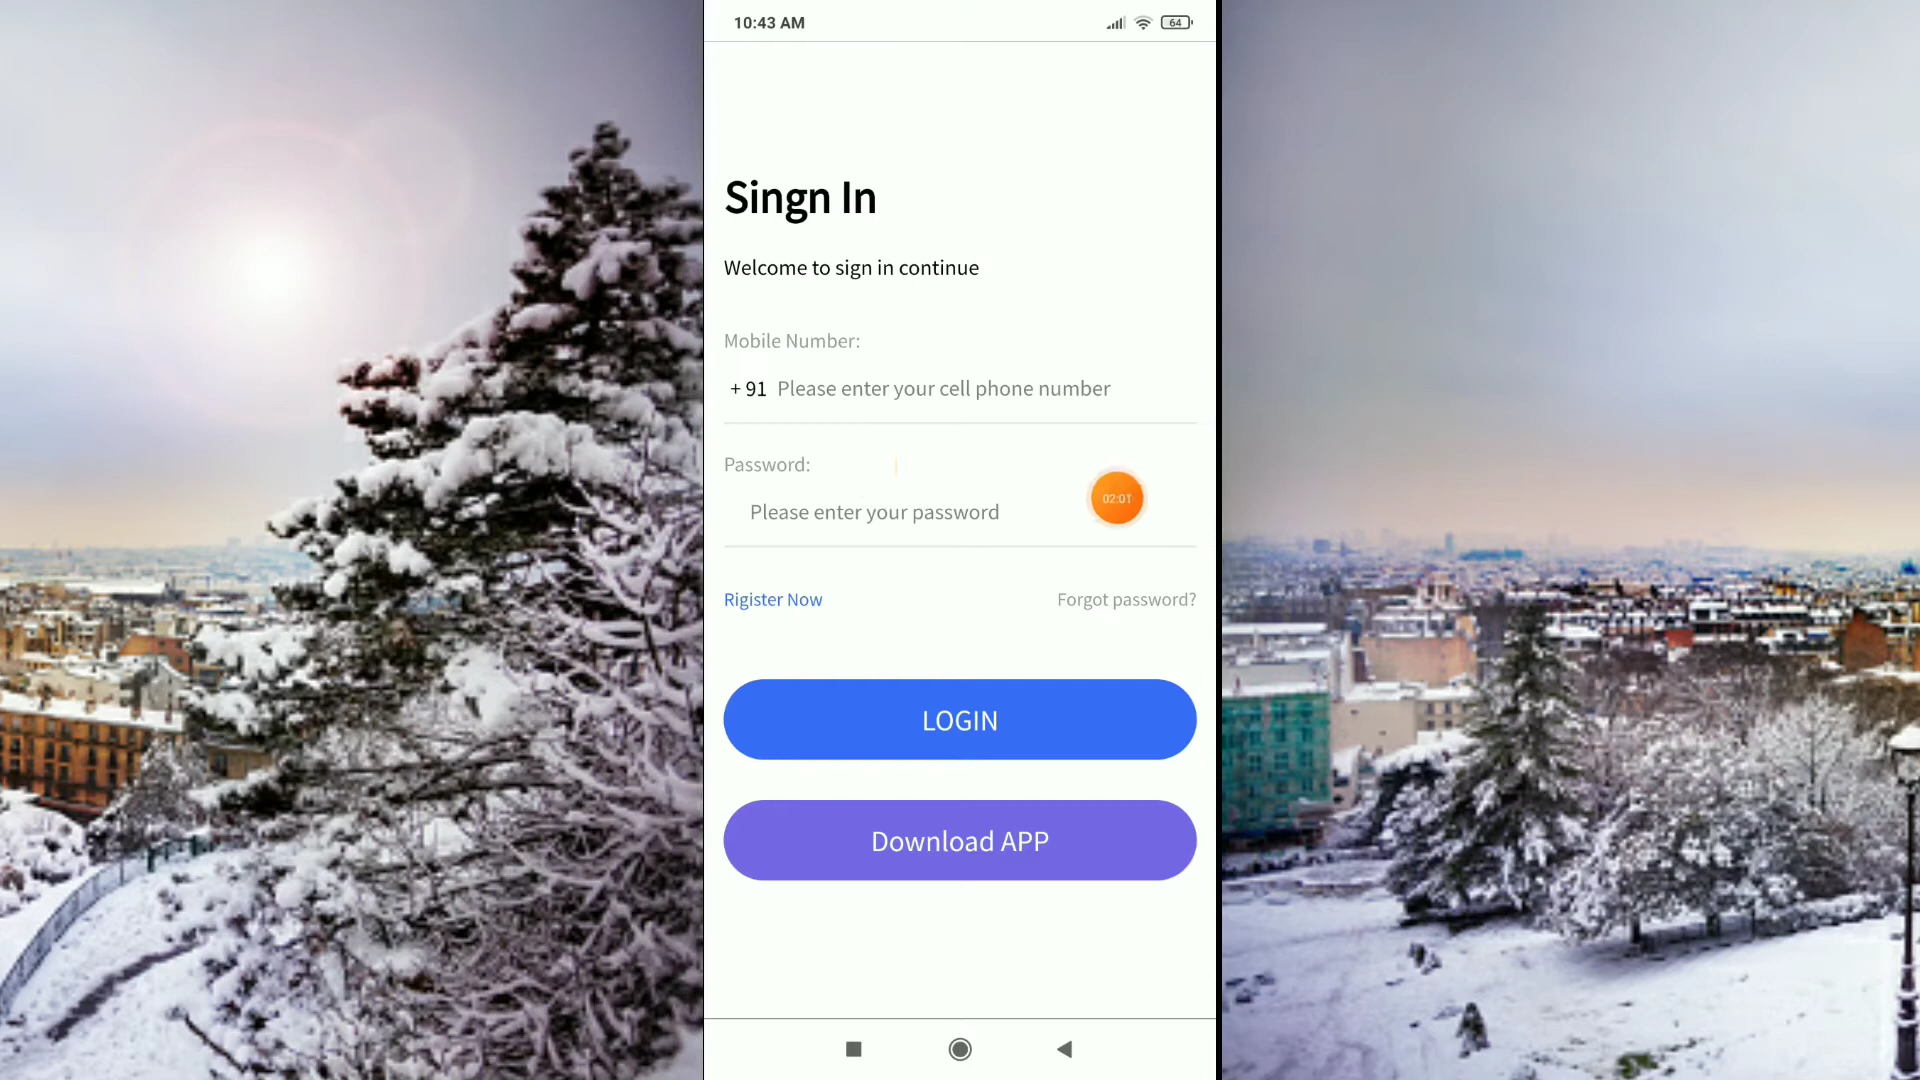 10:43 AM
64
Singn In
Welcome to sign in continue
Mobile Number:
+ 91 Please enter your cell phone number
Password:
02:01
Please enter your password
Rigister Now
Forgot password?
LOGIN
Download APP